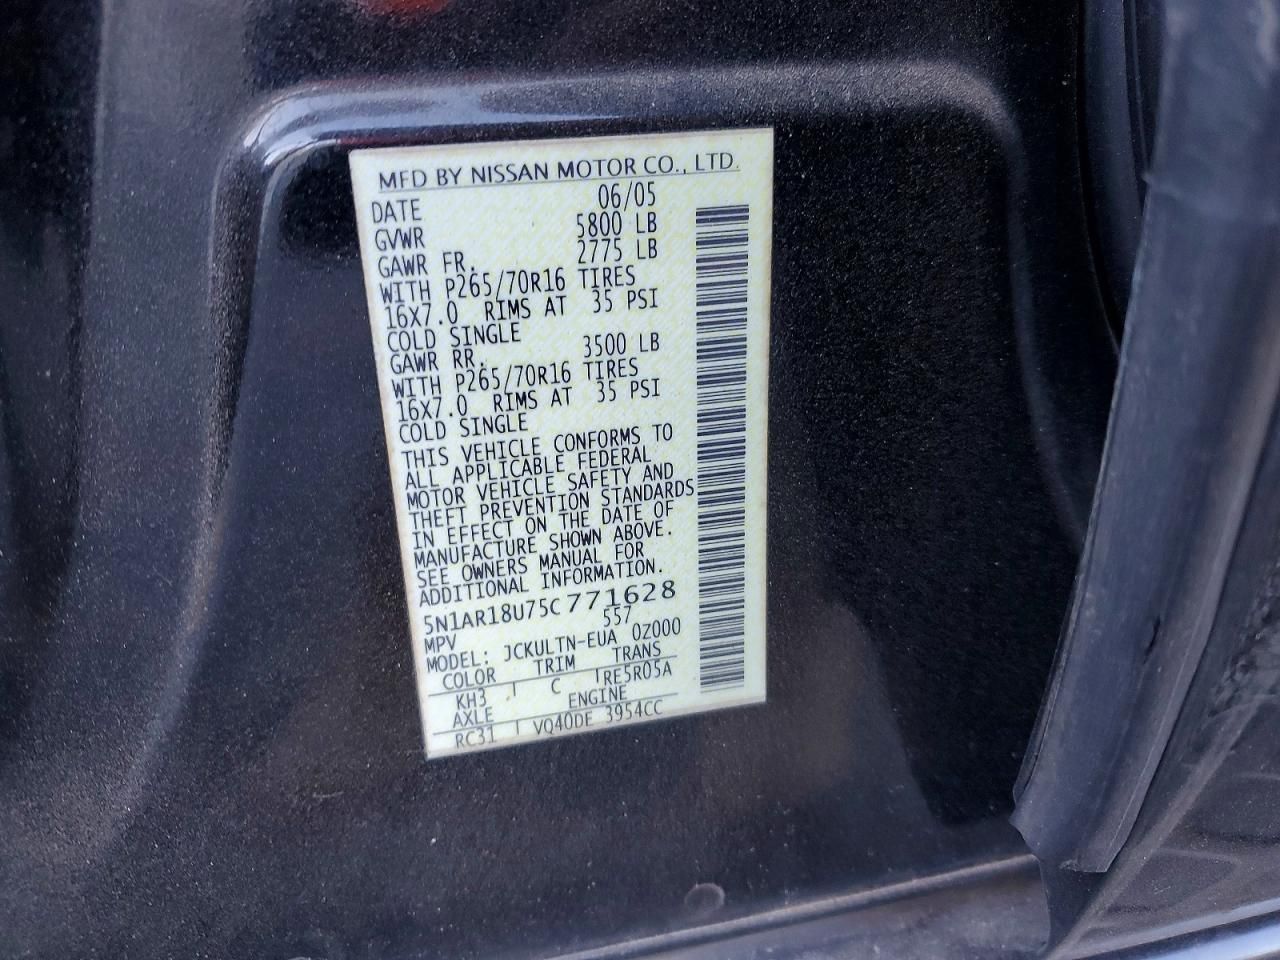 MFD BY NISSAN MOTOR CO., LTD.
DATE 06/05
GVWR 5800 LB
GAWR FR. 2775 LB
WITH P265/70R16 TIRES
16X7.0 RIMS AT 35 PSI
COLD SINGLE
GAWR RR. 3500 LB
WITH P265/70R16 TIRES
16X7.0 RIMS AT 35 PSI
COLD SINGLE
THIS VEHICLE CONFORMS TO
ALL APPLICABLE FEDERAL
MOTOR VEHICLE SAFETY AND
THEFT PREVENTION STANDARDS
IN EFFECT ON THE DATE OF
MANUFACTURE SHOWN ABOVE.
SEE OWNERS MANUAL FOR
ADDITIONAL INFORMATION.
5N1AR18U75C771628
MPV 557
MODEL: JCKULTN-EUA 0Z000
COLOR TRIM TRANS
KH3 C RE5R05A
AXLE ENGINE
RC31 VQ40DE 3954CC